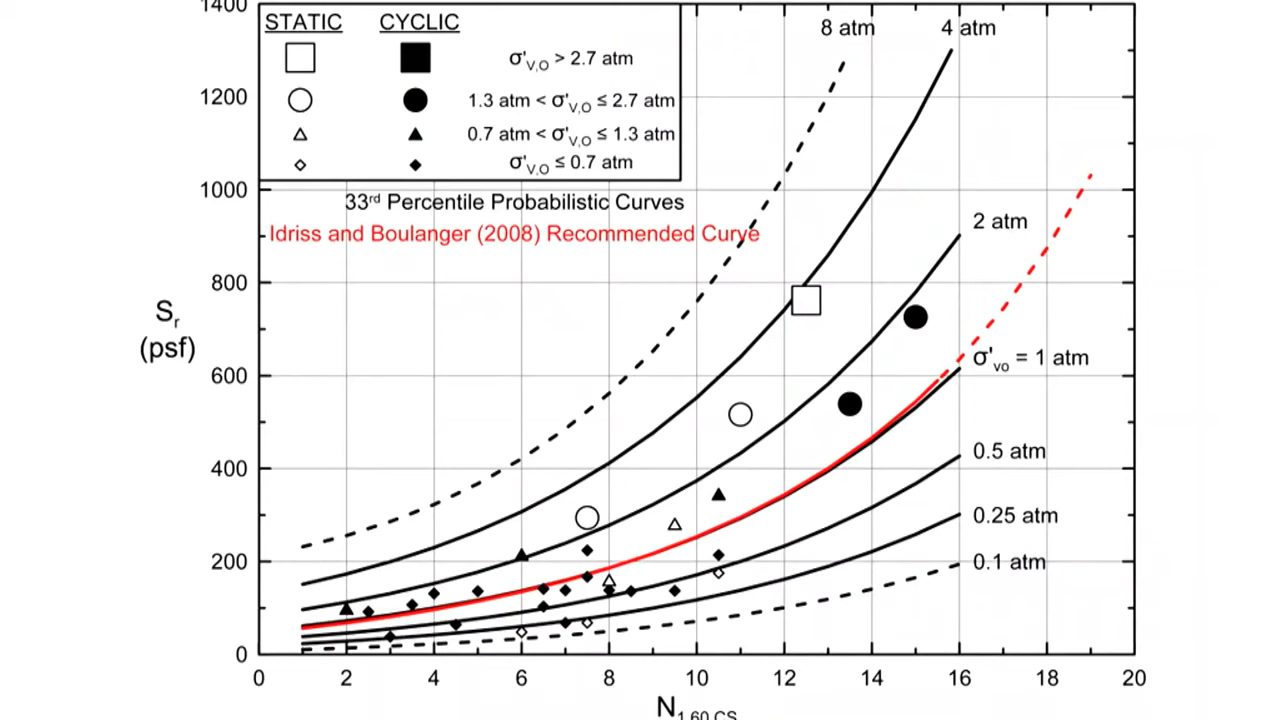 1400
STATIC CYCLIC
σ'V,O > 2.7 atm
1.3 atm < σ'V,O ≤ 2.7 atm
0.7 atm < σ'V,O ≤ 1.3 atm
σ'V,O ≤ 0.7 atm
8 atm 4 atm
1200
1000
33rd Percentile Probabilistic Curves
Idriss and Boulanger (2008) Recommended Curve
2 atm
800
Sr
(psf)
σ'vo = 1 atm
600
0.5 atm
400
0.25 atm
200
0.1 atm
0
0 2 4 6 8 10 12 14 16 18 20
N1,60,CS